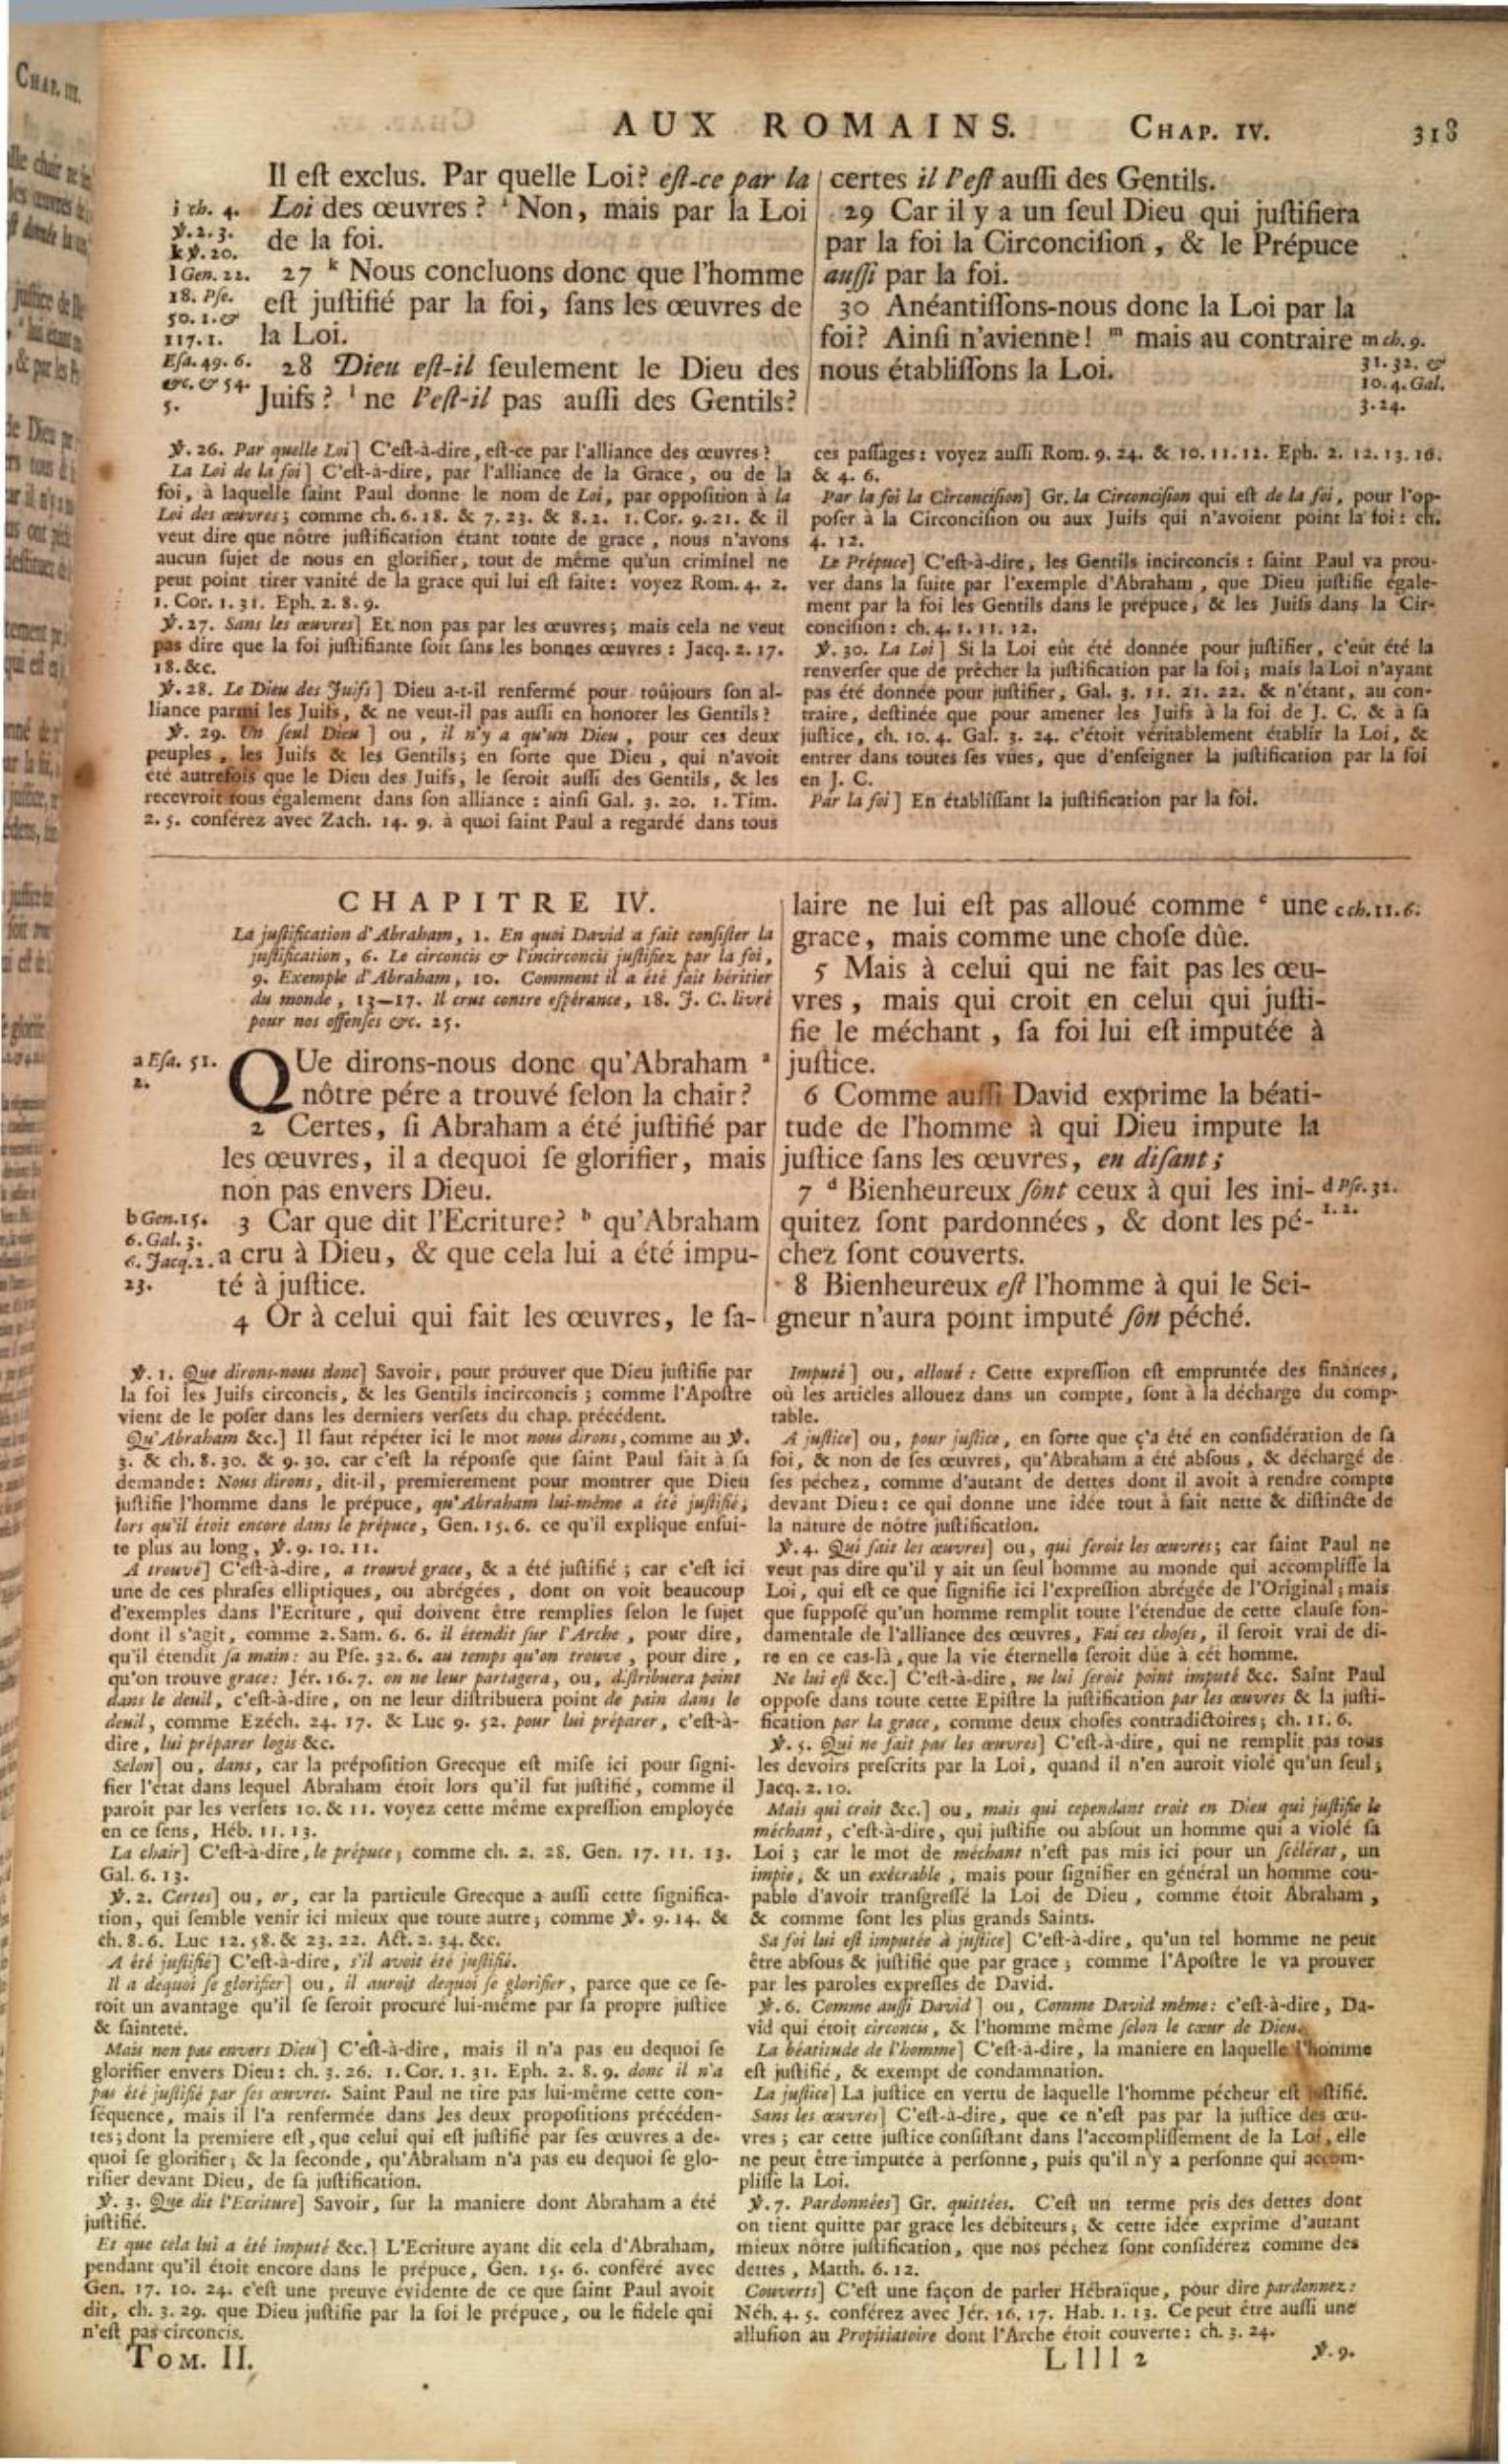 AUX ROMAINS. CHAP. IV. 318
Il eſt exclus. Par quelle Loi? eſt-ce par la
Loi des œuvres? ⁱ Non, mais par la Loi
de la foi.
27 ᵏ Nous concluons donc que l'homme
eſt juſtifié par la foi, ſans les œuvres de
la Loi.
28 Dieu eſt-il ſeulement le Dieu des
Juifs? ˡ ne l'eſt-il pas auſſi des Gentils?
i ch. 4.
℣. 2. 3.
k ℣. 20.
l Gen. 22.
18. Pſe.
50. 1. &
117. 1.
Eſa. 49. 6.
&c. & 54.
5.
certes il l'eſt auſſi des Gentils.
29 Car il y a un ſeul Dieu qui juſtifiera
par la foi la Circonciſion, & le Prépuce
auſſi par la foi.
30 Anéantiſſons-nous donc la Loi par la
foi? Ainſi n'avienne! ᵐ mais au contraire
nous établiſſons la Loi.
m ch. 9.
31. 32. &
10. 4. Gal.
3. 24.
℣. 26. Par quelle Loi] C'eſt-à-dire, eſt-ce par l'alliance des œuvres?
La Loi de la foi] C'eſt-à-dire, par l'alliance de la Grace, ou de la
foi, à laquelle ſaint Paul donne le nom de Loi, par oppoſition à la
Loi des œuvres; comme ch. 6. 18. & 7. 23. & 8. 2. 1. Cor. 9. 21. & il
veut dire que nôtre juſtification étant toute de grace, nous n'avons
aucun ſujet de nous en glorifier, tout de même qu'un criminel ne
peut point tirer vanité de la grace qui lui eſt faite: voyez Rom. 4. 2.
1. Cor. 1. 31. Eph. 2. 8. 9.
℣. 27. Sans les œuvres] Et non pas par les œuvres; mais cela ne veut
pas dire que la foi juſtifiante ſoit ſans les bonnes œuvres: Jacq. 2. 17.
18. &c.
℣. 28. Le Dieu des Juifs] Dieu a-t-il renfermé pour toûjours ſon al-
liance parmi les Juifs, & ne veut-il pas auſſi en honorer les Gentils?
℣. 29. Un ſeul Dieu] ou, il n'y a qu'un Dieu, pour ces deux
peuples, les Juifs & les Gentils; en ſorte que Dieu, qui n'avoit
été autrefois que le Dieu des Juifs, le ſeroit auſſi des Gentils, & les
recevroit tous également dans ſon alliance: ainſi Gal. 3. 20. 1. Tim.
2. 5. conférez avec Zach. 14. 9. à quoi ſaint Paul a regardé dans tous
ces paſſages: voyez auſſi Rom. 9. 24. & 10. 11. 12. Eph. 2. 12. 13. 16.
& 4. 6.
Par la foi la Circonciſion] Gr. la Circonciſion qui eſt de la foi, pour l'op-
poſer à la Circonciſion ou aux Juifs qui n'avoient point la foi: ch.
4. 12.
Le Prépuce] C'eſt-à-dire, les Gentils incirconcis: ſaint Paul va prou-
ver dans la ſuite par l'exemple d'Abraham, que Dieu juſtifie égale-
ment par la foi les Gentils dans le prépuce, & les Juifs dans la Cir-
conciſion: ch. 4. 1. 11. 12.
℣. 30. La Loi] Si la Loi eût été donnée pour juſtifier, c'eût été la
renverſer que de prêcher la juſtification par la foi; mais la Loi n'ayant
pas été donnée pour juſtifier, Gal. 3. 11. 21. 22. & n'étant, au con-
traire, deſtinée que pour amener les Juifs à la foi de J. C. & à ſa
juſtice, ch. 10. 4. Gal. 3. 24. c'étoit véritablement établir la Loi, &
entrer dans toutes ſes vûes, que d'enſeigner la juſtification par la foi
en J. C.
Par la foi] En établiſſant la juſtification par la foi.
CHAPITRE IV.
La juſtification d'Abraham, 1. En quoi David a fait conſiſter la
juſtification, 6. Le circoncis & l'incirconcis juſtifiez par la foi,
9. Exemple d'Abraham, 10. Comment il a été fait héritier
du monde, 13—17. Il crut contre eſpérance, 18. J. C. livré
pour nos offenſes &c. 25.
QUe dirons-nous donc qu'Abraham ᵃ
nôtre pére a trouvé ſelon la chair?
2 Certes, ſi Abraham a été juſtifié par
les œuvres, il a dequoi ſe glorifier, mais
non pas envers Dieu.
3 Car que dit l'Ecriture? ᵇ qu'Abraham
a cru à Dieu, & que cela lui a été impu-
té à juſtice.
4 Or à celui qui fait les œuvres, le ſa-
a Eſa. 51.
2.
b Gen. 15.
6. Gal. 3.
6. Jacq. 2.
23.
laire ne lui eſt pas alloué comme ᶜ une
grace, mais comme une choſe dûe.
5 Mais à celui qui ne fait pas les œu-
vres, mais qui croit en celui qui juſti-
fie le méchant, ſa foi lui eſt imputée à
juſtice.
6 Comme auſſi David exprime la béati-
tude de l'homme à qui Dieu impute la
juſtice ſans les œuvres, en diſant;
7 ᵈ Bienheureux ſont ceux à qui les ini-
quitez ſont pardonnées, & dont les pé-
chez ſont couverts.
8 Bienheureux eſt l'homme à qui le Sei-
gneur n'aura point imputé ſon péché.
c ch. 11. 6.
d Pſe. 32.
1. 2.
℣. 1. Que dirons-nous donc] Savoir, pour prouver que Dieu juſtifie par
la foi les Juifs circoncis, & les Gentils incirconcis; comme l'Apoſtre
vient de le poſer dans les derniers verſets du chap. précédent.
Qu'Abraham &c.] Il faut répéter ici le mot nous dirons, comme au ℣.
3. & ch. 8. 30. & 9. 30. car c'eſt la réponſe que ſaint Paul fait à ſa
demande: Nous dirons, dit-il, premierement pour montrer que Dieu
juſtifie l'homme dans le prépuce, qu'Abraham lui-même a été juſtifié,
lors qu'il étoit encore dans le prépuce, Gen. 15. 6. ce qu'il explique enſui-
te plus au long, ℣. 9. 10. 11.
A trouvé] C'eſt-à-dire, a trouvé grace, & a été juſtifié; car c'eſt ici
une de ces phraſes elliptiques, ou abrégées, dont on voit beaucoup
d'exemples dans l'Ecriture, qui doivent être remplies ſelon le ſujet
dont il s'agit, comme 2. Sam. 6. 6. il étendit ſur l'Arche, pour dire,
qu'il étendit ſa main: au Pſe. 32. 6. au temps qu'on trouve, pour dire,
qu'on trouve grace: Jér. 16. 7. on ne leur partagera, ou, diſtribuera point
dans le deuil, c'eſt-à-dire, on ne leur diſtribuera point de pain dans le
deuil, comme Ezéch. 24. 17. & Luc 9. 52. pour lui préparer, c'eſt-à-
dire, lui préparer logis &c.
Selon] ou, dans, car la prépoſition Grecque eſt miſe ici pour ſigni-
fier l'état dans lequel Abraham étoit lors qu'il fut juſtifié, comme il
paroît par les verſets 10. & 11. voyez cette même expreſſion employée
en ce ſens, Héb. 11. 13.
La chair] C'eſt-à-dire, le prépuce; comme ch. 2. 28. Gen. 17. 11. 13.
Gal. 6. 13.
℣. 2. Certes] ou, or, car la particule Grecque a auſſi cette ſignifica-
tion, qui ſemble venir ici mieux que toute autre; comme ℣. 9. 14. &
ch. 8. 6. Luc 12. 58. & 23. 22. Act. 2. 34. &c.
A été juſtifié] C'eſt-à-dire, s'il avoit été juſtifié.
Il a dequoi ſe glorifier] ou, il auroit dequoi ſe glorifier, parce que ce ſe-
roit un avantage qu'il ſe ſeroit procuré lui-même par ſa propre juſtice
& ſainteté.
Mais non pas envers Dieu] C'eſt-à-dire, mais il n'a pas eu dequoi ſe
glorifier envers Dieu: ch. 3. 26. 1. Cor. 1. 31. Eph. 2. 8. 9. donc il n'a
pas été juſtifié par ſes œuvres. Saint Paul ne tire pas lui-même cette con-
ſéquence, mais il l'a renfermée dans les deux propoſitions précéden-
tes; dont la premiere eſt, que celui qui eſt juſtifié par ſes œuvres a de-
quoi ſe glorifier; & la ſeconde, qu'Abraham n'a pas eu dequoi ſe glo-
rifier devant Dieu, de ſa juſtification.
℣. 3. Que dit l'Ecriture] Savoir, ſur la maniere dont Abraham a été
juſtifié.
Et que cela lui a été imputé &c.] L'Ecriture ayant dit cela d'Abraham,
pendant qu'il étoit encore dans le prépuce, Gen. 15. 6. conféré avec
Gen. 17. 10. 24. c'eſt une preuve évidente de ce que ſaint Paul avoit
dit, ch. 3. 29. que Dieu juſtifie par la foi le prépuce, ou le fidele qui
n'eſt pas circoncis.
Imputé] ou, alloué: Cette expreſſion eſt empruntée des finances,
où les articles allouez dans un compte, ſont à la décharge du comp-
table.
A juſtice] ou, pour juſtice, en ſorte que ç'a été en conſidération de ſa
foi, & non de ſes œuvres, qu'Abraham a été abſous, & déchargé de
ſes péchez, comme d'autant de dettes dont il avoit à rendre compte
devant Dieu: ce qui donne une idée tout à fait nette & diſtincte de
la nature de nôtre juſtification.
℣. 4. Qui fait les œuvres] ou, qui feroit les œuvres; car ſaint Paul ne
veut pas dire qu'il y ait un ſeul homme au monde qui accompliſſe la
Loi, qui eſt ce que ſignifie ici l'expreſſion abrégée de l'Original; mais
que ſuppoſé qu'un homme remplît toute l'étendue de cette clauſe fon-
damentale de l'alliance des œuvres, Fai ces choſes, il ſeroit vrai de di-
re en ce cas-là, que la vie éternelle ſeroit dûe à cét homme.
Ne lui eſt &c.] C'eſt-à-dire, ne lui ſeroit point imputé &c. Saint Paul
oppoſe dans toute cette Epiſtre la juſtification par les œuvres & la juſti-
fication par la grace, comme deux choſes contradictoires; ch. 11. 6.
℣. 5. Qui ne fait pas les œuvres] C'eſt-à-dire, qui ne remplit pas tous
les devoirs preſcrits par la Loi, quand il n'en auroit violé qu'un ſeul;
Jacq. 2. 10.
Mais qui croit &c.] ou, mais qui cependant croit en Dieu qui juſtifie le
méchant, c'eſt-à-dire, qui juſtifie ou abſout un homme qui a violé ſa
Loi; car le mot de méchant n'eſt pas mis ici pour un ſcélérat, un
impie, & un exécrable, mais pour ſignifier en général un homme cou-
pable d'avoir tranſgreſſé la Loi de Dieu, comme étoit Abraham,
& comme ſont les plus grands Saints.
Sa foi lui eſt imputée à juſtice] C'eſt-à-dire, qu'un tel homme ne peut
être abſous & juſtifié que par grace; comme l'Apoſtre le va prouver
par les paroles expreſſes de David.
℣. 6. Comme auſſi David] ou, Comme David même: c'eſt-à-dire, Da-
vid qui étoit circoncis, & l'homme même ſelon le cœur de Dieu.
La béatitude de l'homme] C'eſt-à-dire, la maniere en laquelle l'homme
eſt juſtifié, & exempt de condamnation.
La juſtice] La juſtice en vertu de laquelle l'homme pécheur eſt juſtifié.
Sans les œuvres] C'eſt-à-dire, que ce n'eſt pas par la juſtice des œu-
vres; car cette juſtice conſiſtant dans l'accompliſſement de la Loi, elle
ne peut être imputée à perſonne, puis qu'il n'y a perſonne qui accom-
pliſſe la Loi.
℣. 7. Pardonnées] Gr. quittées. C'eſt un terme pris des dettes dont
on tient quitte par grace les débiteurs; & cette idée exprime d'autant
mieux nôtre juſtification, que nos péchez ſont conſidérez comme des
dettes, Matth. 6. 12.
Couverts] C'eſt une façon de parler Hébraïque, pour dire pardonnez:
Néh. 4. 5. conférez avec Jér. 16. 17. Hab. 1. 13. Ce peut être auſſi une
alluſion au Propitiatoire dont l'Arche étoit couverte: ch. 3. 24.
TOM. II.
Llll 2
℣. 9.
CHAP. III.